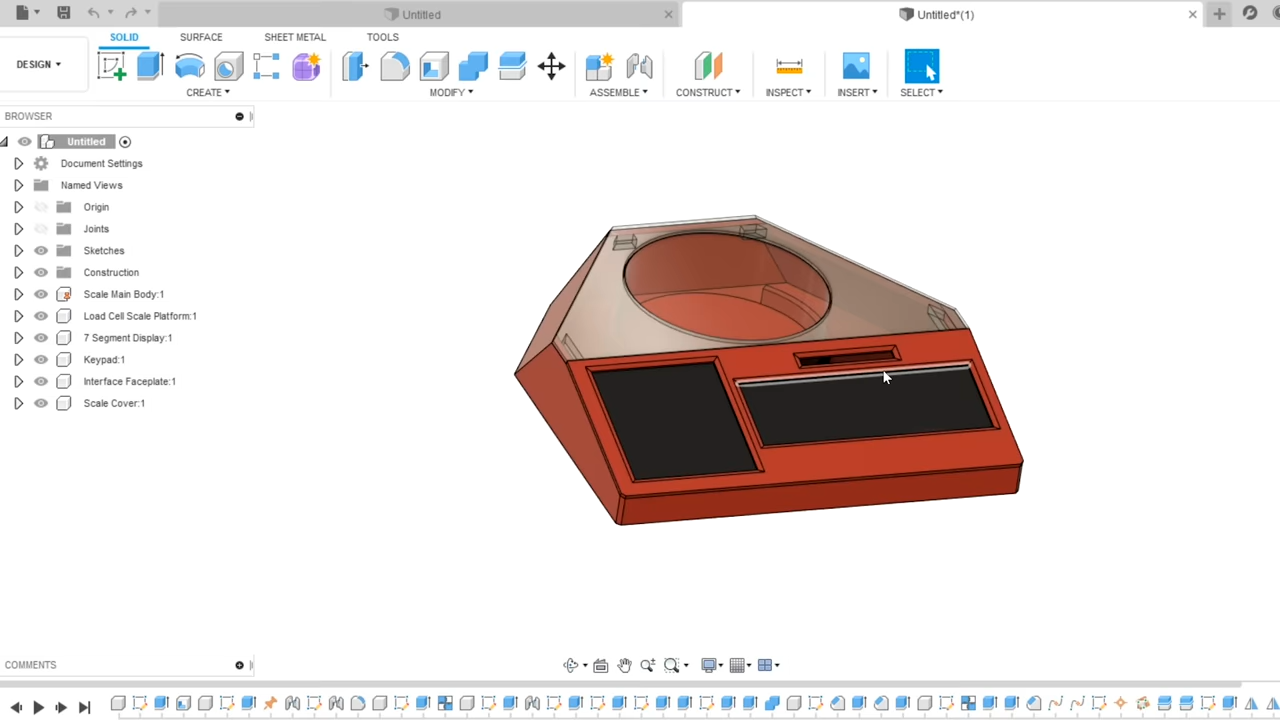 Untitled
Untitled*(1)
SOLID
SURFACE
SHEET METAL
TOOLS
DESIGN
CREATE
MODIFY
ASSEMBLE
CONSTRUCT
INSPECT
INSERT
SELECT
BROWSER
Untitled
Document Settings
Named Views
Origin
Joints
Sketches
Construction
Scale Main Body:1
Load Cell Scale Platform:1
7 Segment Display:1
Keypad:1
Interface Faceplate:1
Scale Cover:1
COMMENTS